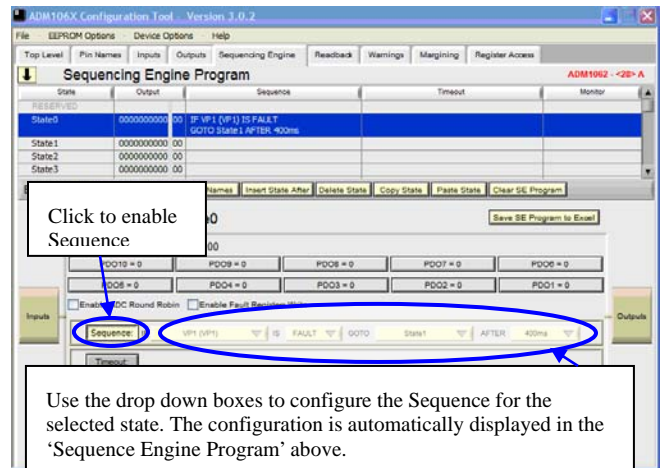 ADM106X Configuration Tool - Version 3.0.2
File EEPROM Options Device Options Help
Top Level Pin Names Inputs Outputs Sequencing Engine Readback Warnings Margining Register Access
Sequencing Engine Program
ADM1062 - <28> A
State Output Sequence Timeout Monitor
RESERVED
State0 0000000000 00 IF VP1 (VP1) IS FAULT
GOTO State1 AFTER 400ms
State1 0000000000 00
State2 0000000000 00
State3 0000000000 00
Names Insert State After Delete State Copy State Paste State Clear SE Program
Click to enable
Sequence
Save SE Program to Excel
00
PDO10 = 0 PDO9 = 0 PDO8 = 0 PDO7 = 0 PDO6 = 0
PDO4 = 0 PDO3 = 0 PDO2 = 0 PDO1 = 0
Inputs
Outputs
Sequence: VP1 (VP1) IS FAULT GOTO State1 AFTER 400ms
Timeout:
Use the drop down boxes to configure the Sequence for the
selected state. The configuration is automatically displayed in the
‘Sequence Engine Program’ above.